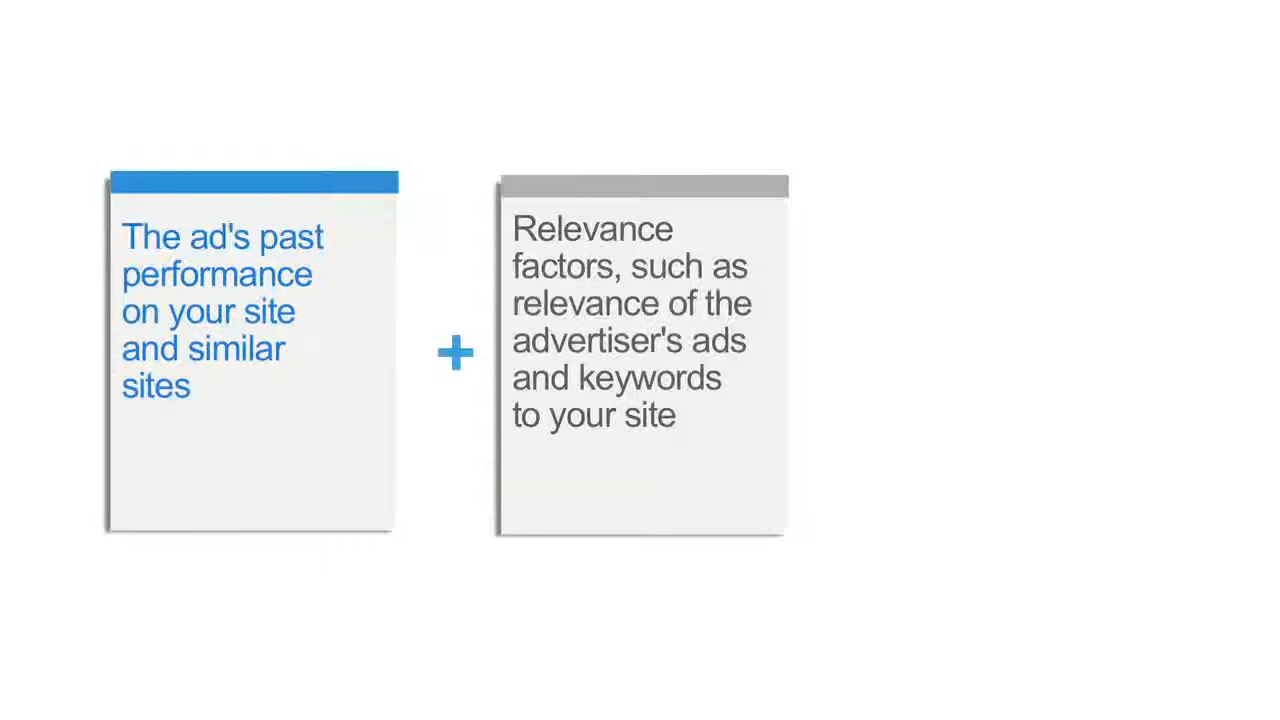 The ad's past
performance
on your site
and similar
sites
+
Relevance
factors, such as
relevance of the
advertiser's ads
and keywords
to your site